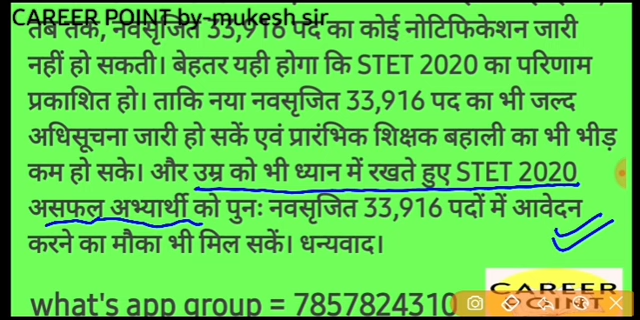 CAREER POINT by-mukesh sir
तब तक, नवसृजित 33,916 पद का कोई नोटिफिकेशन जारी
नहीं हो सकती। बेहतर यही होगा कि STET 2020 का परिणाम
प्रकाशित हो। ताकि नया नवसृजित 33,916 पद का भी जल्द
अधिसूचना जारी हो सकें एवं प्रारंभिक शिक्षक बहाली का भी भीड़
कम हो सके। और उम्र को भी ध्यान में रखते हुए STET 2020
असफल अभ्यार्थी को पुनः नवसृजित 33,916 पदों में आवेदन
करने का मौका भी मिल सकें। धन्यवाद।
what's app group = 7857824310
CAREER
POINT